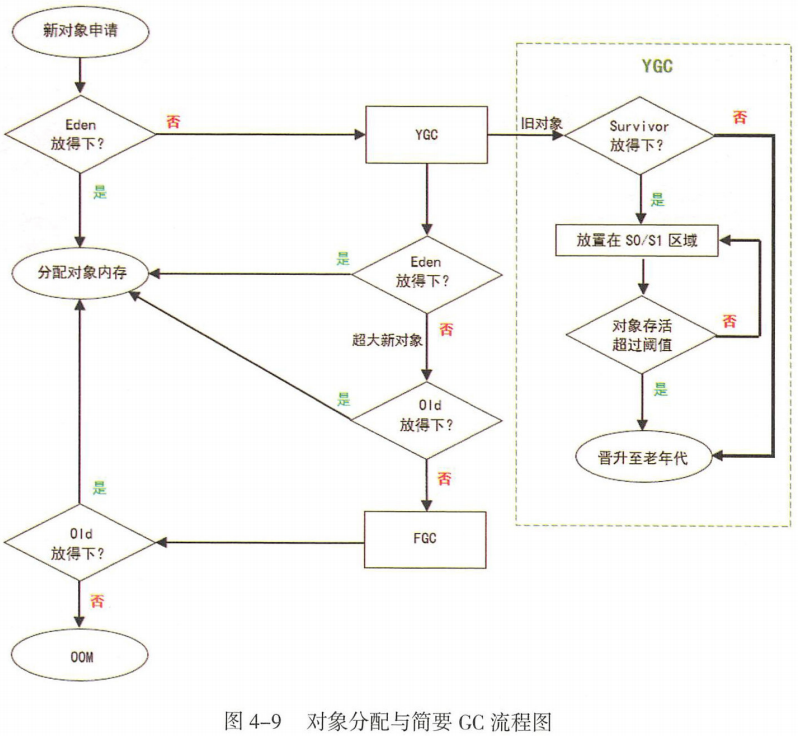 新对象申请
Eden
放得下?
否
是
YGC
旧对象
YGC
Survivor
放得下?
否
是
放置在 S0/S1 区域
对象存活
超过阈值
否
是
晋升至老年代
分配对象内存
是
Eden
放得下?
超大新对象
否
是
Old
放得下?
否
FGC
是
Old
放得下?
否
OOM
图 4-9 对象分配与简要 GC 流程图